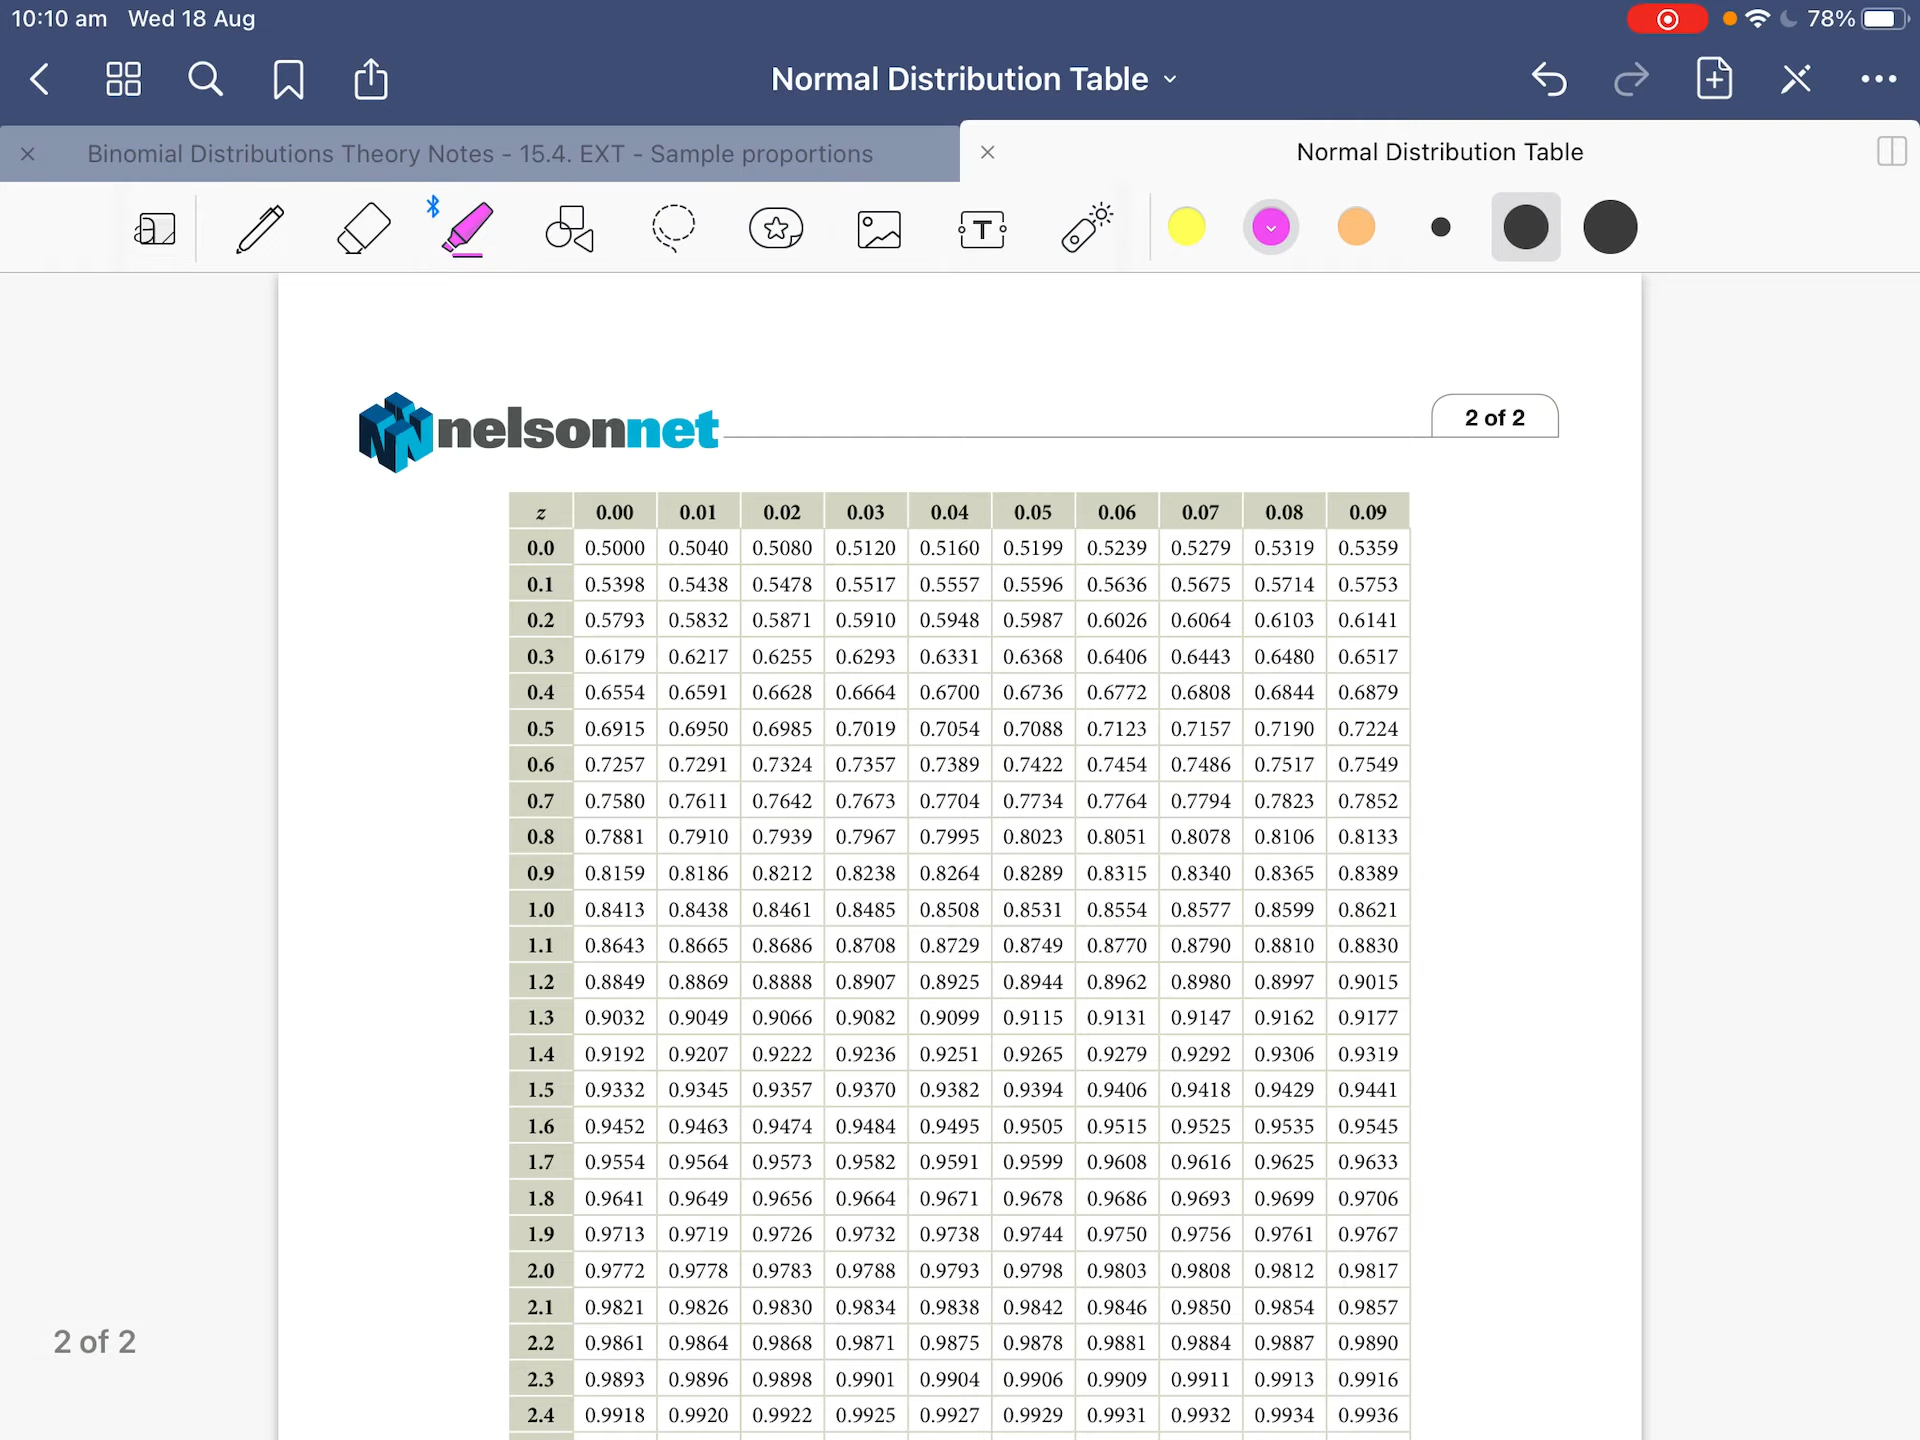 10:10 am Wed 18 Aug 78%
Normal Distribution Table
Binomial Distributions Theory Notes - 15.4. EXT - Sample proportions
Normal Distribution Table
nelsonnet
2 of 2
z 0.00 0.01 0.02 0.03 0.04 0.05 0.06 0.07 0.08 0.09
0.0 0.5000 0.5040 0.5080 0.5120 0.5160 0.5199 0.5239 0.5279 0.5319 0.5359
0.1 0.5398 0.5438 0.5478 0.5517 0.5557 0.5596 0.5636 0.5675 0.5714 0.5753
0.2 0.5793 0.5832 0.5871 0.5910 0.5948 0.5987 0.6026 0.6064 0.6103 0.6141
0.3 0.6179 0.6217 0.6255 0.6293 0.6331 0.6368 0.6406 0.6443 0.6480 0.6517
0.4 0.6554 0.6591 0.6628 0.6664 0.6700 0.6736 0.6772 0.6808 0.6844 0.6879
0.5 0.6915 0.6950 0.6985 0.7019 0.7054 0.7088 0.7123 0.7157 0.7190 0.7224
0.6 0.7257 0.7291 0.7324 0.7357 0.7389 0.7422 0.7454 0.7486 0.7517 0.7549
0.7 0.7580 0.7611 0.7642 0.7673 0.7704 0.7734 0.7764 0.7794 0.7823 0.7852
0.8 0.7881 0.7910 0.7939 0.7967 0.7995 0.8023 0.8051 0.8078 0.8106 0.8133
0.9 0.8159 0.8186 0.8212 0.8238 0.8264 0.8289 0.8315 0.8340 0.8365 0.8389
1.0 0.8413 0.8438 0.8461 0.8485 0.8508 0.8531 0.8554 0.8577 0.8599 0.8621
1.1 0.8643 0.8665 0.8686 0.8708 0.8729 0.8749 0.8770 0.8790 0.8810 0.8830
1.2 0.8849 0.8869 0.8888 0.8907 0.8925 0.8944 0.8962 0.8980 0.8997 0.9015
1.3 0.9032 0.9049 0.9066 0.9082 0.9099 0.9115 0.9131 0.9147 0.9162 0.9177
1.4 0.9192 0.9207 0.9222 0.9236 0.9251 0.9265 0.9279 0.9292 0.9306 0.9319
1.5 0.9332 0.9345 0.9357 0.9370 0.9382 0.9394 0.9406 0.9418 0.9429 0.9441
1.6 0.9452 0.9463 0.9474 0.9484 0.9495 0.9505 0.9515 0.9525 0.9535 0.9545
1.7 0.9554 0.9564 0.9573 0.9582 0.9591 0.9599 0.9608 0.9616 0.9625 0.9633
1.8 0.9641 0.9649 0.9656 0.9664 0.9671 0.9678 0.9686 0.9693 0.9699 0.9706
1.9 0.9713 0.9719 0.9726 0.9732 0.9738 0.9744 0.9750 0.9756 0.9761 0.9767
2.0 0.9772 0.9778 0.9783 0.9788 0.9793 0.9798 0.9803 0.9808 0.9812 0.9817
2.1 0.9821 0.9826 0.9830 0.9834 0.9838 0.9842 0.9846 0.9850 0.9854 0.9857
2.2 0.9861 0.9864 0.9868 0.9871 0.9875 0.9878 0.9881 0.9884 0.9887 0.9890
2.3 0.9893 0.9896 0.9898 0.9901 0.9904 0.9906 0.9909 0.9911 0.9913 0.9916
2.4 0.9918 0.9920 0.9922 0.9925 0.9927 0.9929 0.9931 0.9932 0.9934 0.9936
2 of 2